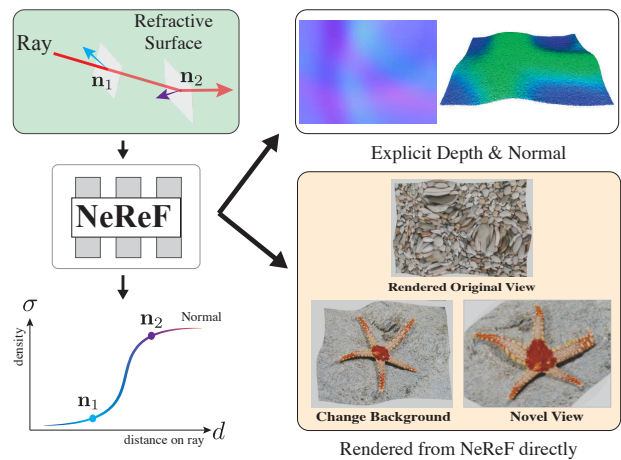 Refractive
Surface
Ray
n1
n2
NeReF
σ
density
n2
Normal
n1
distance on ray d
Explicit Depth & Normal
Rendered Original View
Change Background
Novel View
Rendered from NeReF directly